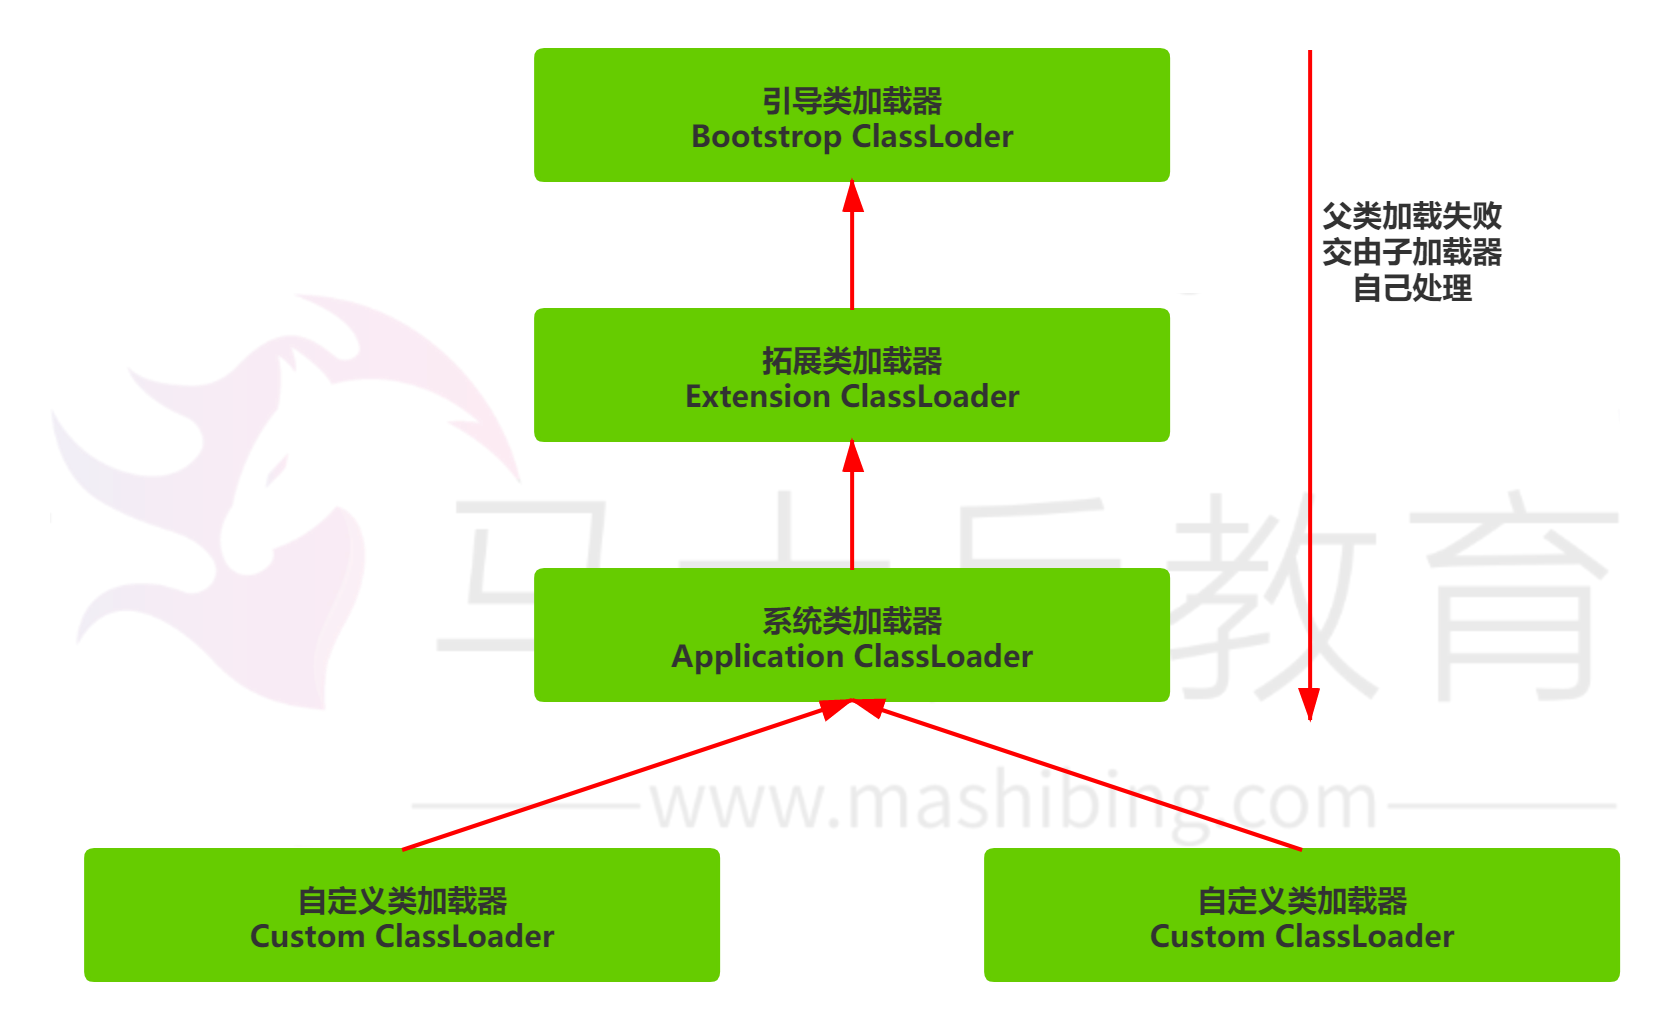 引导类加载器
Bootstrop ClassLoder
父类加载失败
交由子加载器
自己处理
拓展类加载器
Extension ClassLoader
系统类加载器
Application ClassLoader
马士兵教育
www.mashibing.com
自定义类加载器
Custom ClassLoader
自定义类加载器
Custom ClassLoader